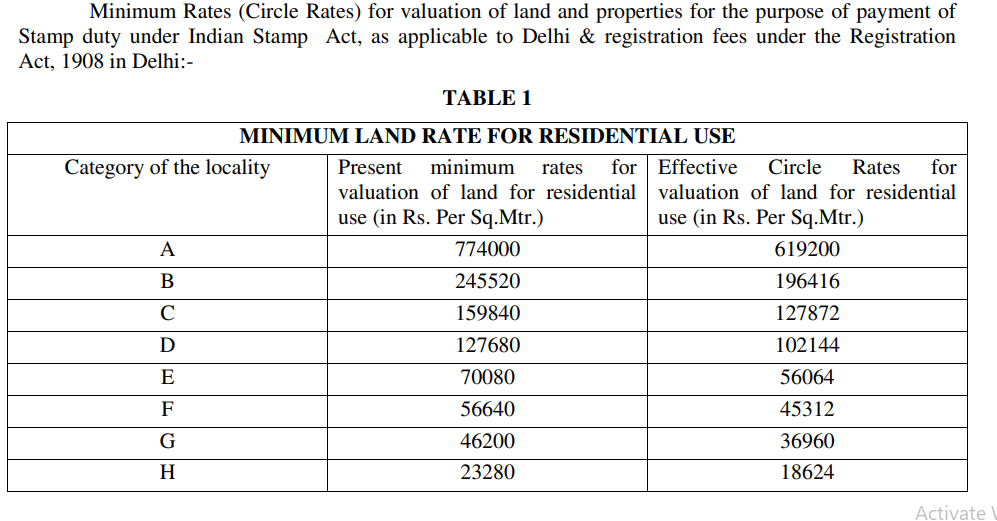 Minimum Rates (Circle Rates) for valuation of land and properties for the purpose of payment of
Stamp duty under Indian Stamp Act, as applicable to Delhi & registration fees under the Registration
Act, 1908 in Delhi:-
TABLE 1
MINIMUM LAND RATE FOR RESIDENTIAL USE
Category of the locality
Present minimum rates for
valuation of land for residential
use (in Rs. Per Sq.Mtr.)
Effective Circle Rates for
valuation of land for residential
use (in Rs. Per Sq.Mtr.)
A 774000 619200
B 245520 196416
C 159840 127872
D 127680 102144
E 70080 56064
F 56640 45312
G 46200 36960
H 23280 18624
Activate